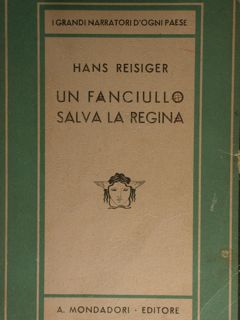 I GRANDI NARRATORI D'OGNI PAESE
HANS REISIGER
UN FANCIULLO
SALVA LA REGINA
A. MONDADORI - EDITORE